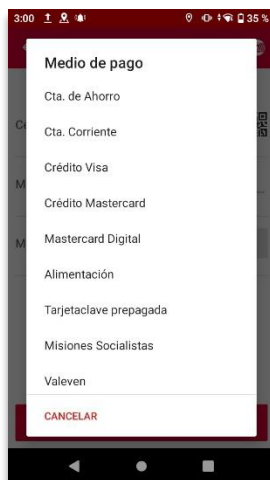 3:00 35 %
Medio de pago
Cta. de Ahorro
Cta. Corriente
Ce
Crédito Visa
M
Crédito Mastercard
Mastercard Digital
M
Alimentación
Tarjetaclave prepagada
Misiones Socialistas
Valeven
CANCELAR